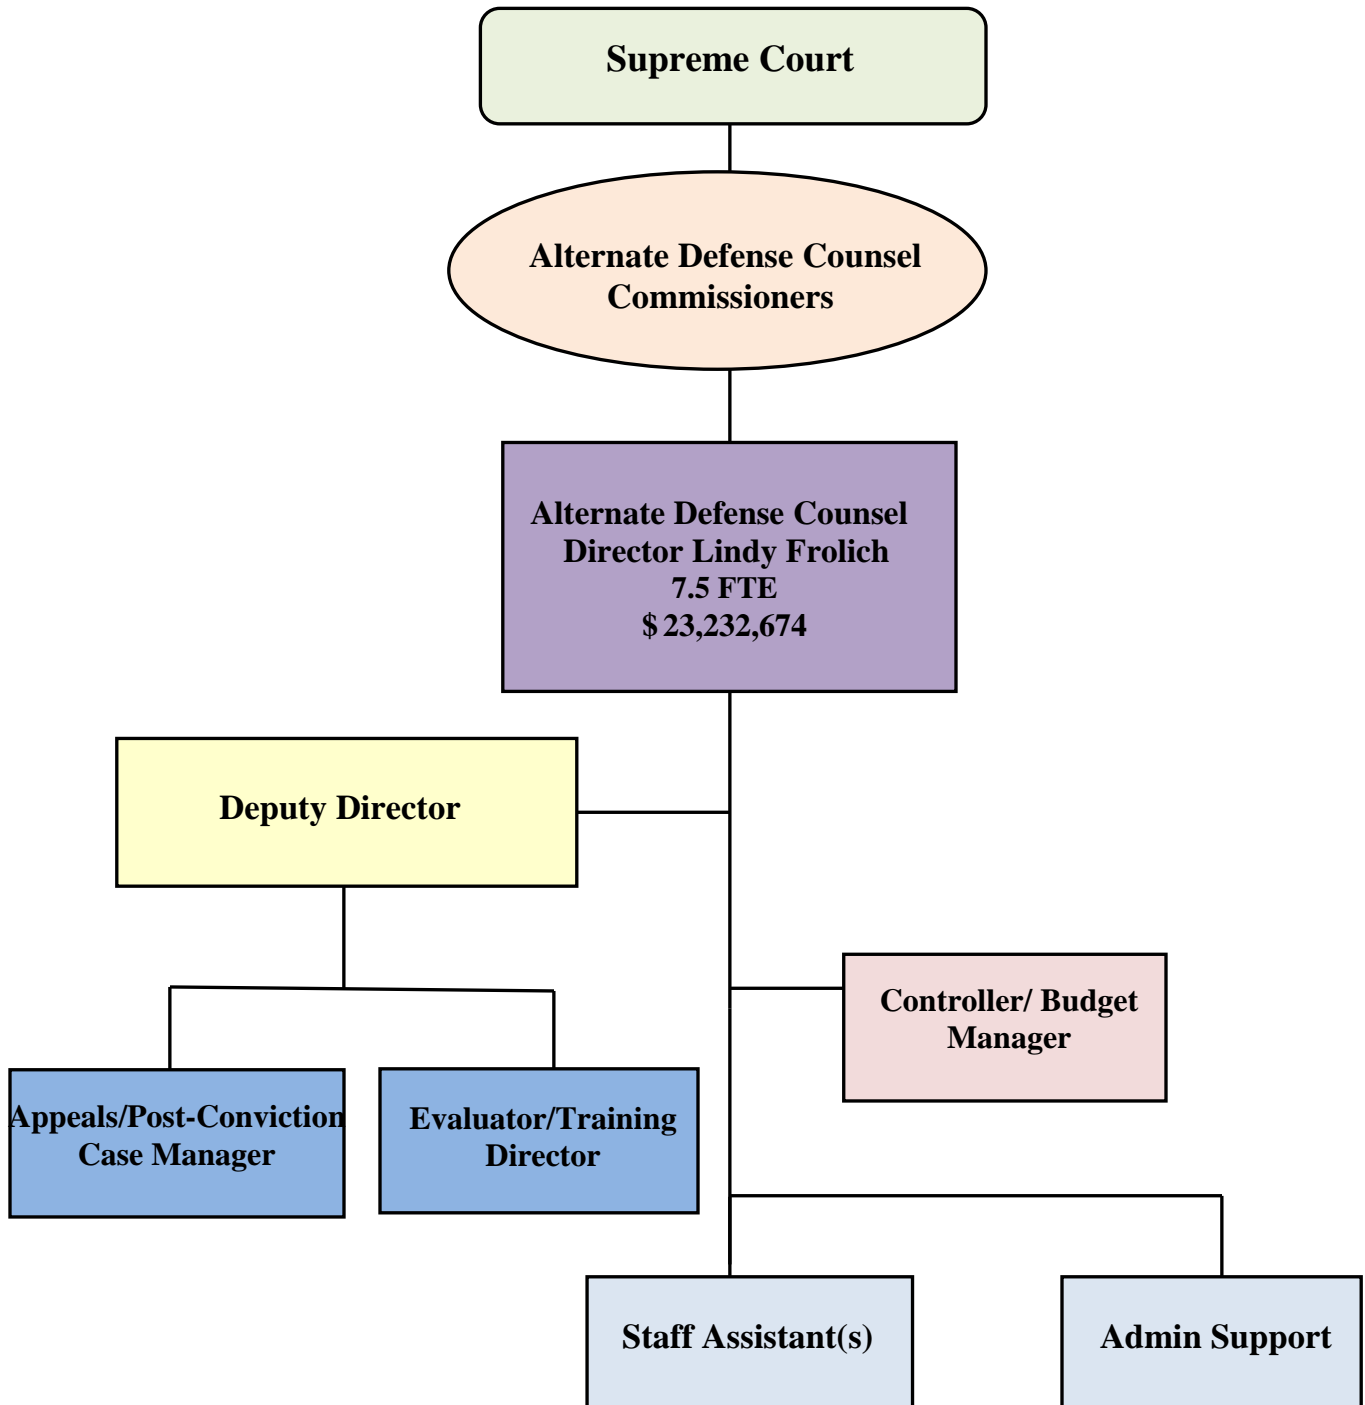 Supreme Court
Alternate Defense Counsel
Commissioners
Alternate Defense Counsel
Director Lindy Frolich
7.5 FTE
$ 23,232,674
Deputy Director
Controller/ Budget
Manager
Appeals/Post-Conviction
Case Manager
Evaluator/Training
Director
Staff Assistant(s)
Admin Support